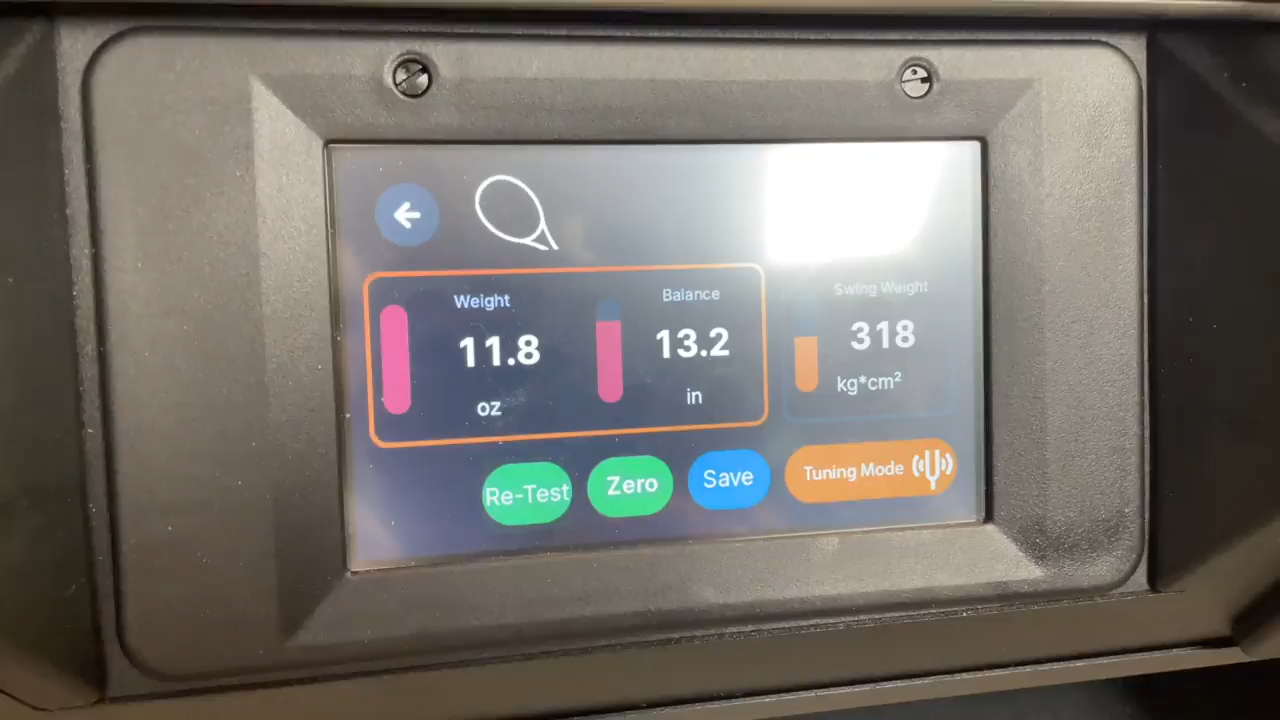 Weight
11.8
oz
Balance
13.2
in
Swing Weight
318
kg*cm²
Re-Test
Zero
Save
Tuning Mode